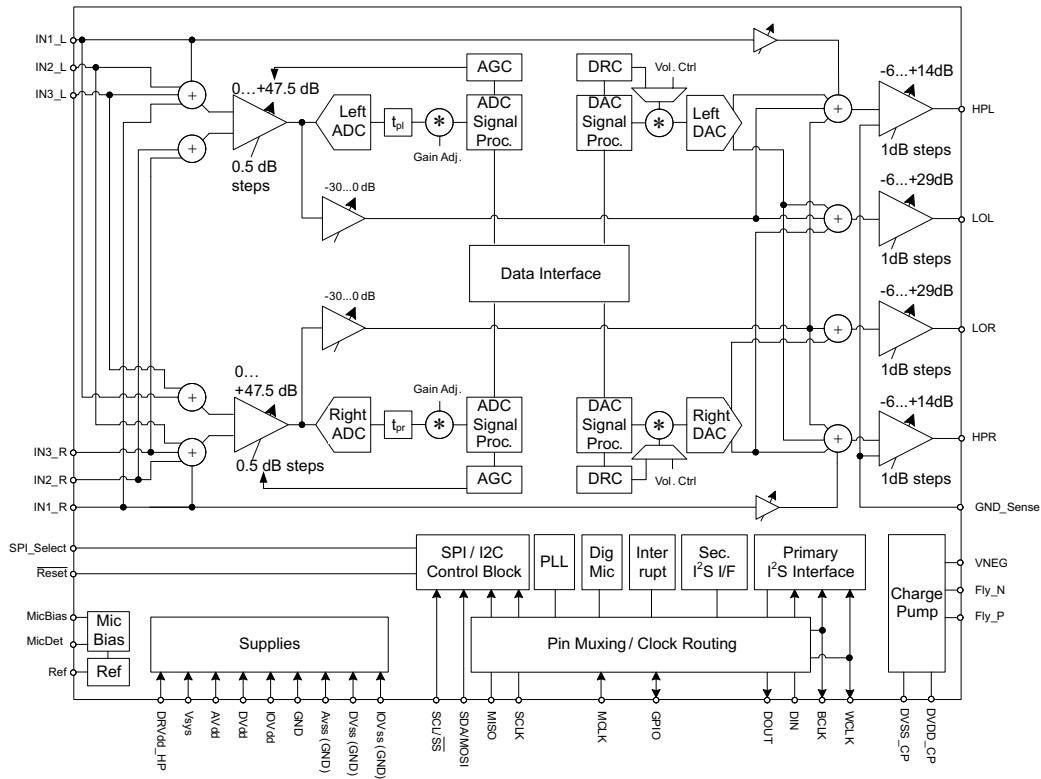 IN1_L
IN2_L
IN3_L
0…+47.5 dB
0.5 dB
steps
Left
ADC
tpl
*
Gain Adj.
AGC
ADC
Signal
Proc.
DRC
DAC
Signal
Proc.
Vol. Ctrl
*
Left
DAC
+
+
+
-6...+14dB
1dB steps
HPL
-30...0 dB
+
-6...+29dB
1dB steps
LOL
Data Interface
-30...0 dB
+
-6...+29dB
1dB steps
LOR
+
+
0…
+47.5 dB
0.5 dB steps
Right
ADC
tpr
Gain Adj.
*
ADC
Signal
Proc.
AGC
DAC
Signal
Proc.
DRC
*
Vol. Ctrl
Right
DAC
+
-6...+14dB
1dB steps
HPR
IN3_R
IN2_R
IN1_R
GND_Sense
SPI_Select
Reset
SPI / I2C
Control Block
PLL
Dig
Mic
Inter
rupt
Sec.
I2S I/F
Primary
I2S Interface
Charge
Pump
VNEG
Fly_N
Fly_P
MicBias
MicDet
Ref
Mic
Bias
Ref
Supplies
Pin Muxing / Clock Routing
DRVdd_HP
Vsys
AVdd
DVdd
IOVdd
GND
Avss (GND)
DVss (GND)
IOVss (GND)
SCL/SS
SDA/MOSI
MISO
SCLK
MCLK
GPIO
DOUT
DIN
BCLK
WCLK
DVSS_CP
DVDD_CP